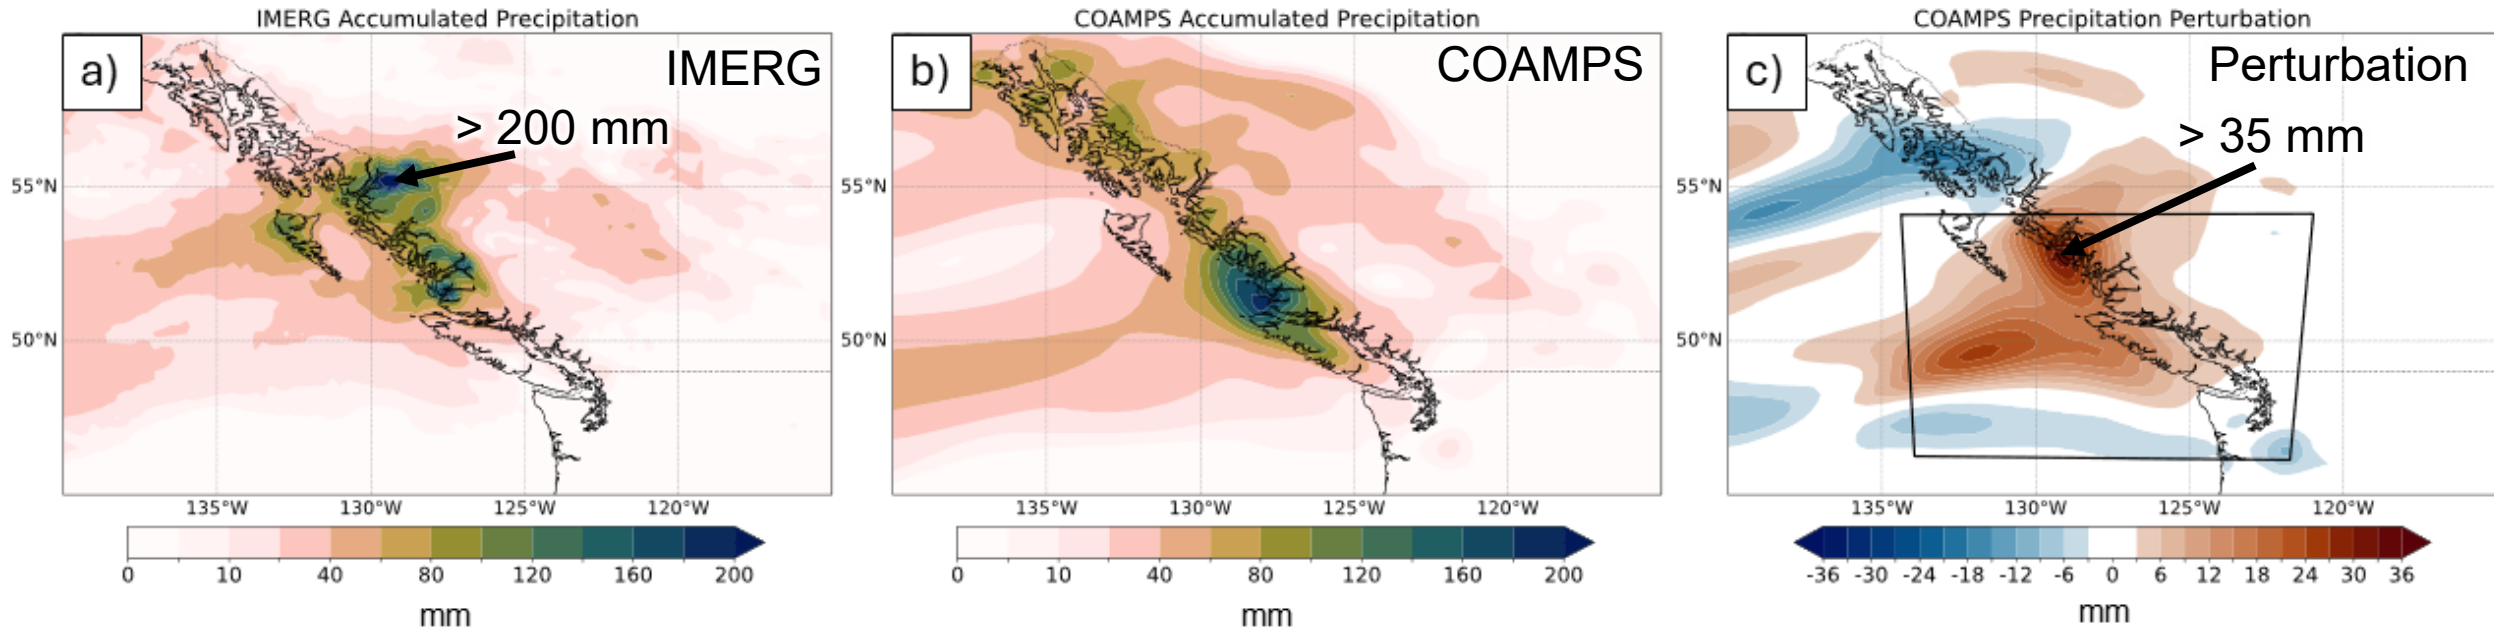 IMERG Accumulated Precipitation
a)
IMERG
> 200 mm
55°N
50°N
135°W 130°W 125°W 120°W
0 10 40 80 120 160 200
mm
COAMPS Accumulated Precipitation
b)
COAMPS
55°N
50°N
135°W 130°W 125°W 120°W
0 10 40 80 120 160 200
mm
COAMPS Precipitation Perturbation
c)
Perturbation
> 35 mm
55°N
50°N
135°W 130°W 125°W 120°W
-36 -30 -24 -18 -12 -6 0 6 12 18 24 30 36
mm